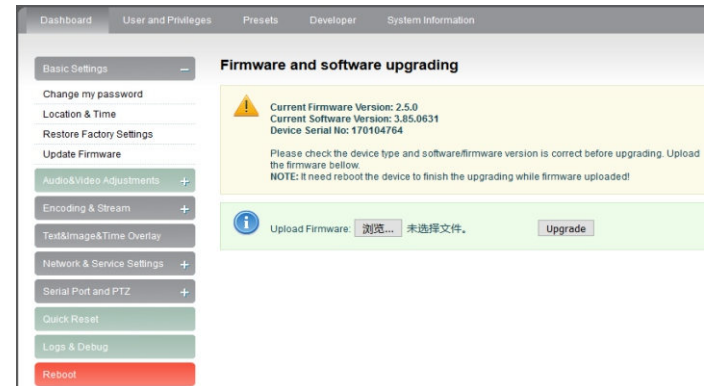 Dashboard User and Privileges Presets Developer System Information
Basic Settings
Change my password
Location & Time
Restore Factory Settings
Update Firmware
Audio&Video Adjustments
Encoding & Stream
Text&Image&Time Overlay
Network & Service Settings
Serial Port and PTZ
Quick Reset
Logs & Debug
Reboot
Firmware and software upgrading
Current Firmware Version: 2.5.0
Current Software Version: 3.85.0631
Device Serial No: 170104764
Please check the device type and software/firmware version is correct before upgrading. Upload
the firmware bellow.
NOTE: It need reboot the device to finish the upgrading while firmware uploaded!
Upload Firmware: 浏览... 未选择文件。 Upgrade